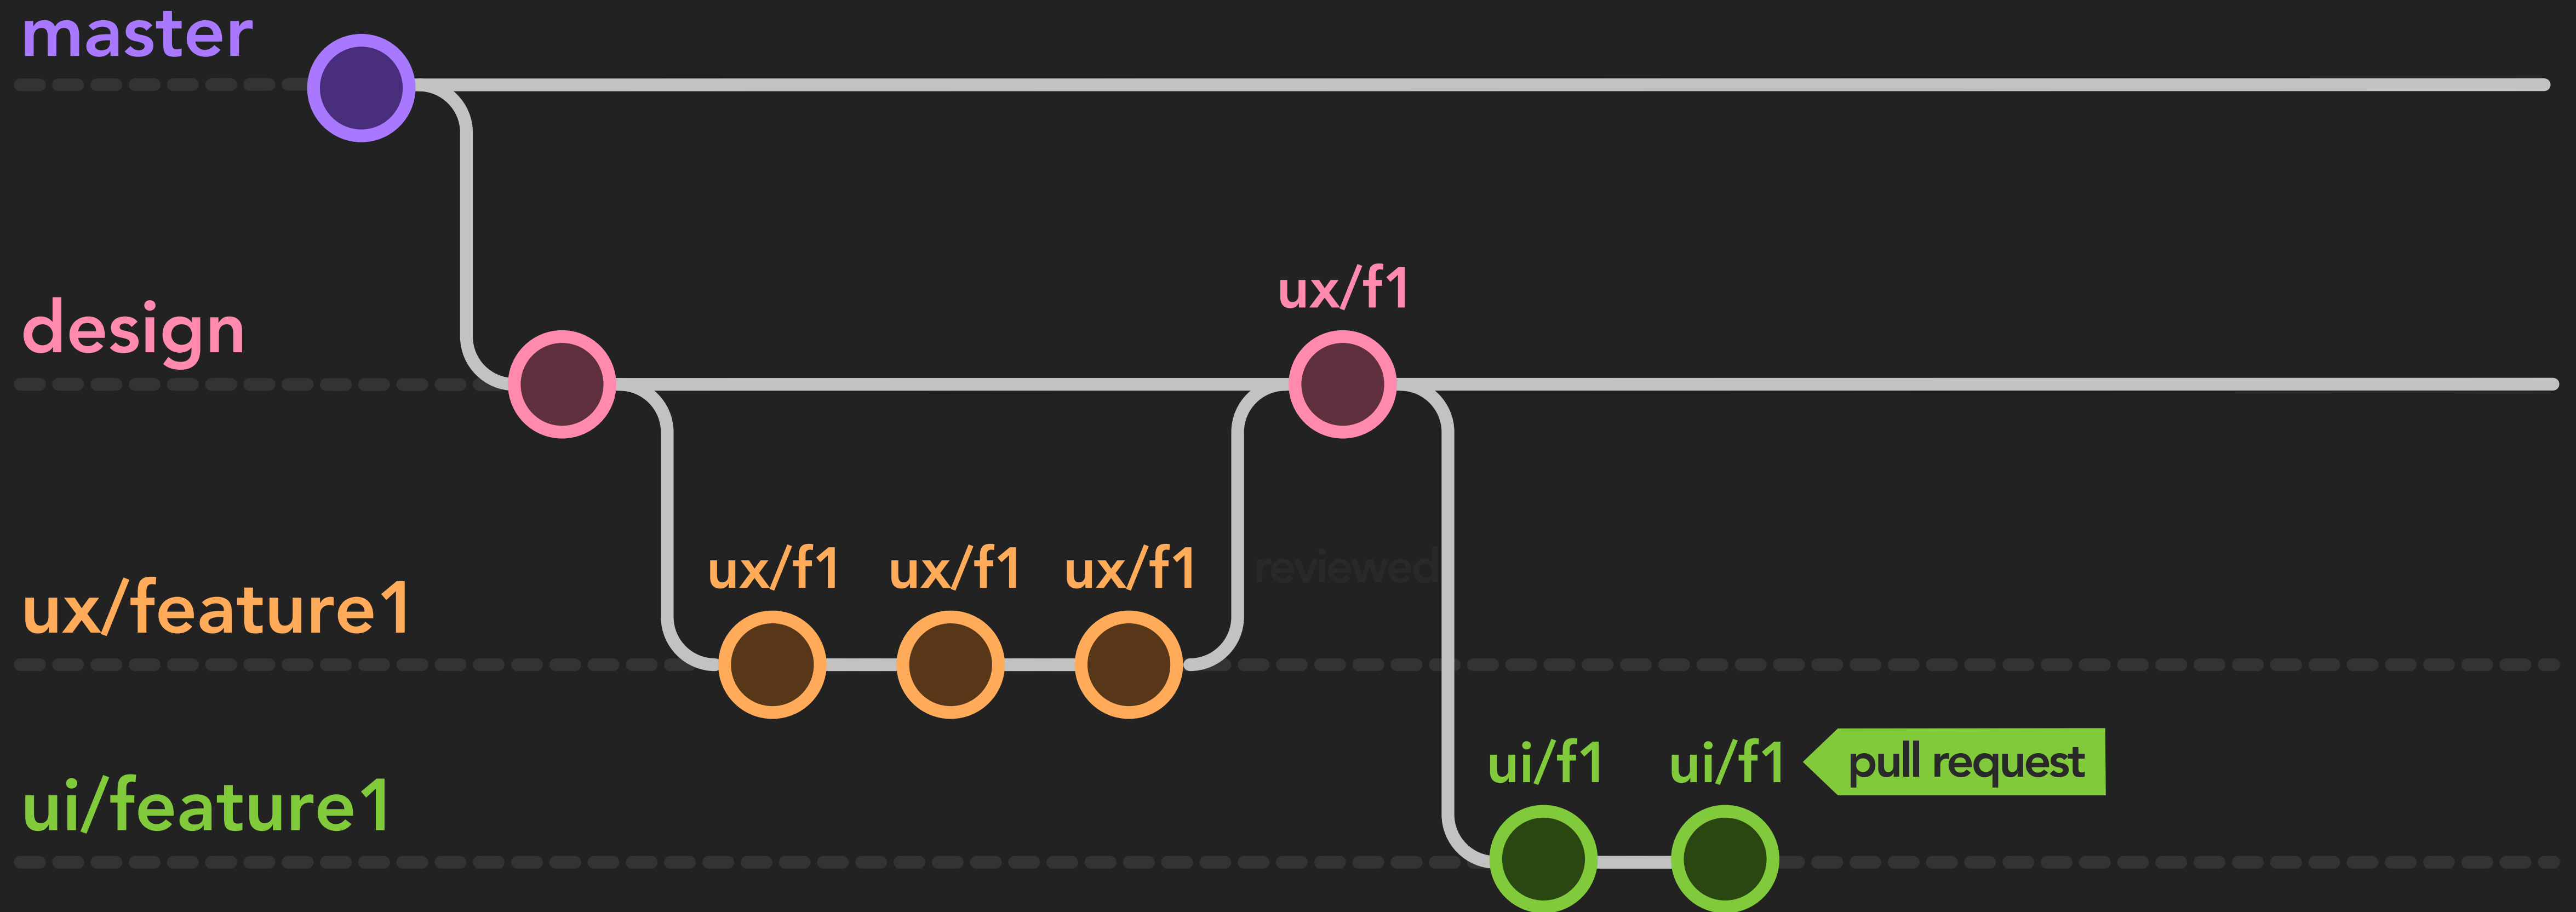 master
design
ux/f1
ux/feature1
ux/f1 ux/f1 ux/f1
reviewed
ui/feature1
ui/f1 ui/f1
pull request